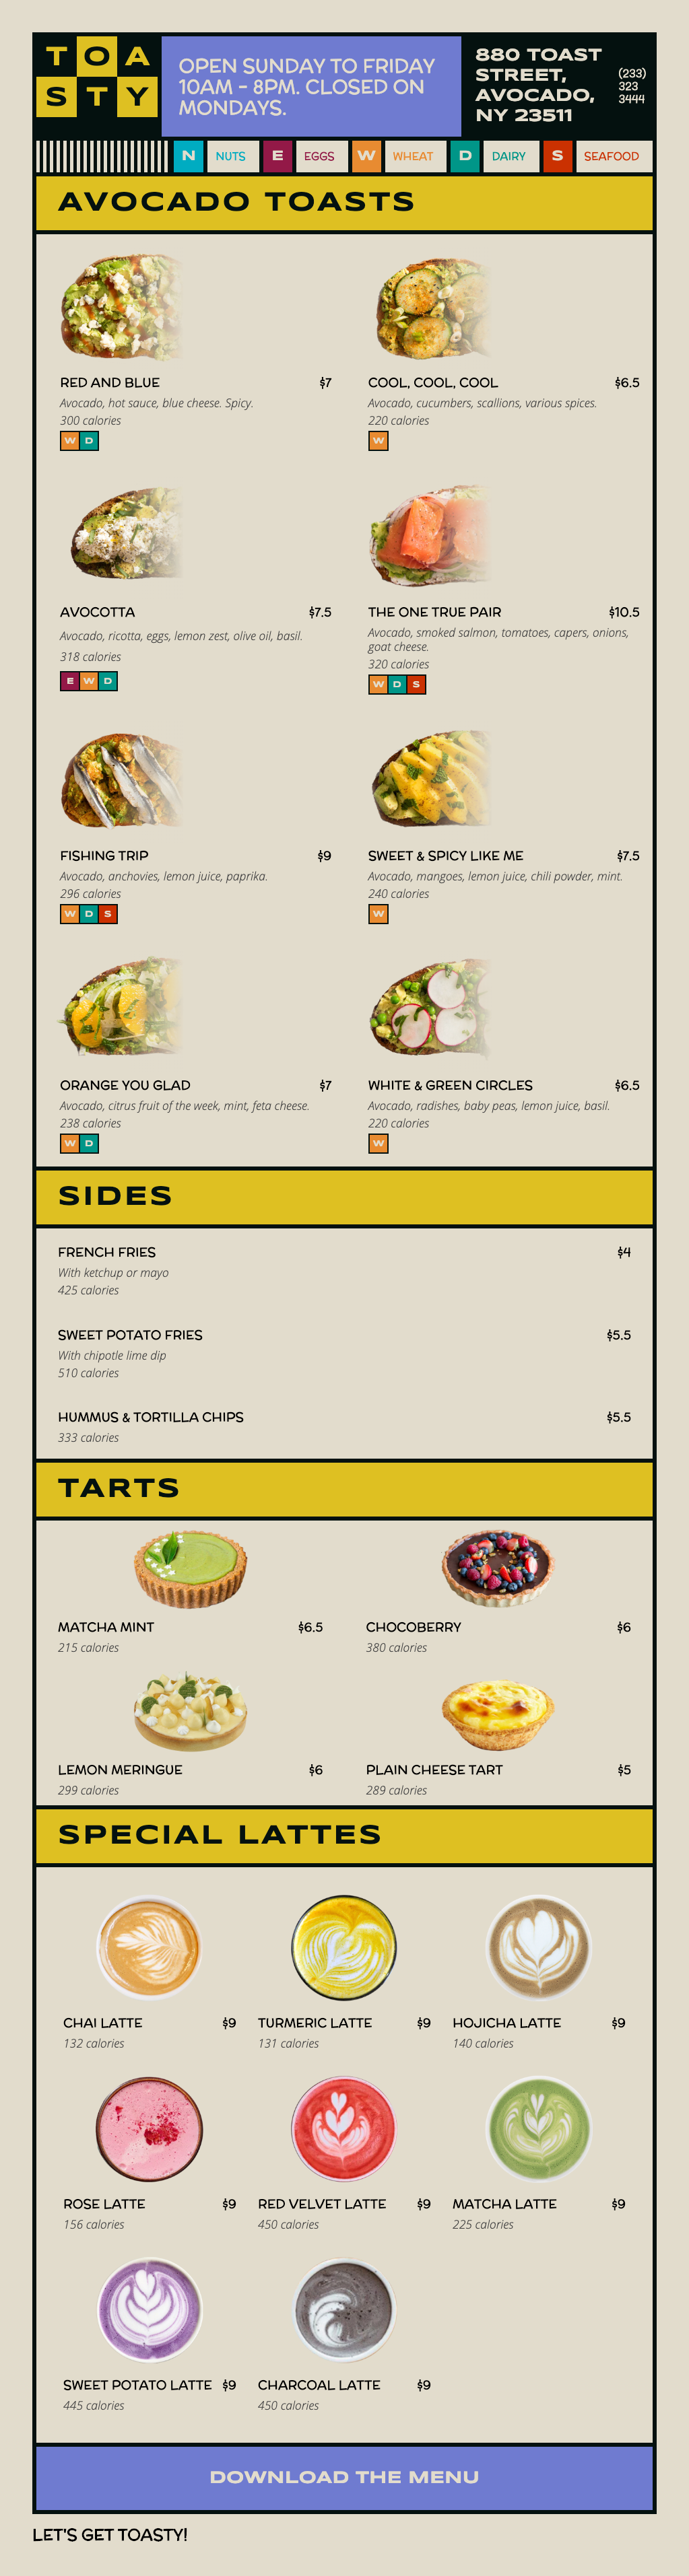 TOA
STY
OPEN SUNDAY TO FRIDAY
10AM - 8PM. CLOSED ON
MONDAYS.
880 TOAST
STREET,
AVOCADO,
NY 23511
(233)
323
3444
N NUTS E EGGS W WHEAT D DAIRY S SEAFOOD
AVOCADO TOASTS
RED AND BLUE $7
Avocado, hot sauce, blue cheese. Spicy.
300 calories
W D
COOL, COOL, COOL $6.5
Avocado, cucumbers, scallions, various spices.
220 calories
W
AVOCOTTA $7.5
Avocado, ricotta, eggs, lemon zest, olive oil, basil.
318 calories
E W D
THE ONE TRUE PAIR $10.5
Avocado, smoked salmon, tomatoes, capers, onions,
goat cheese.
320 calories
W D S
FISHING TRIP $9
Avocado, anchovies, lemon juice, paprika.
296 calories
W D S
SWEET & SPICY LIKE ME $7.5
Avocado, mangoes, lemon juice, chili powder, mint.
240 calories
W
ORANGE YOU GLAD $7
Avocado, citrus fruit of the week, mint, feta cheese.
238 calories
W D
WHITE & GREEN CIRCLES $6.5
Avocado, radishes, baby peas, lemon juice, basil.
220 calories
W
SIDES
FRENCH FRIES $4
With ketchup or mayo
425 calories
SWEET POTATO FRIES $5.5
With chipotle lime dip
510 calories
HUMMUS & TORTILLA CHIPS $5.5
333 calories
TARTS
MATCHA MINT $6.5
215 calories
CHOCOBERRY $6
380 calories
LEMON MERINGUE $6
299 calories
PLAIN CHEESE TART $5
289 calories
SPECIAL LATTES
CHAI LATTE $9
132 calories
TURMERIC LATTE $9
131 calories
HOJICHA LATTE $9
140 calories
ROSE LATTE $9
156 calories
RED VELVET LATTE $9
450 calories
MATCHA LATTE $9
225 calories
SWEET POTATO LATTE $9
445 calories
CHARCOAL LATTE $9
450 calories
DOWNLOAD THE MENU
LET'S GET TOASTY!